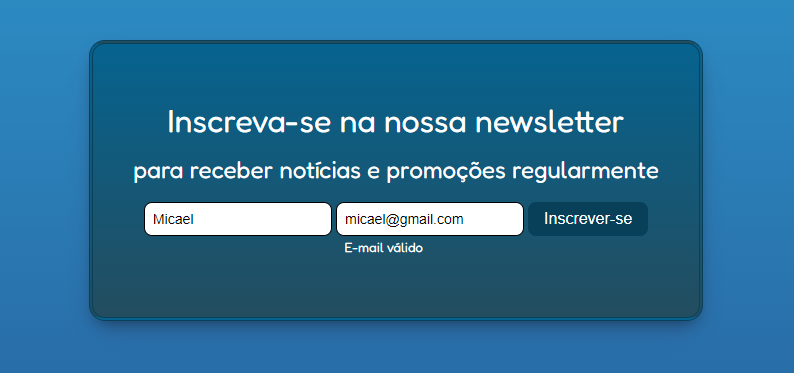 Inscreva-se na nossa newsletter
para receber notícias e promoções regularmente
Micael micael@gmail.com Inscrever-se
E-mail válido